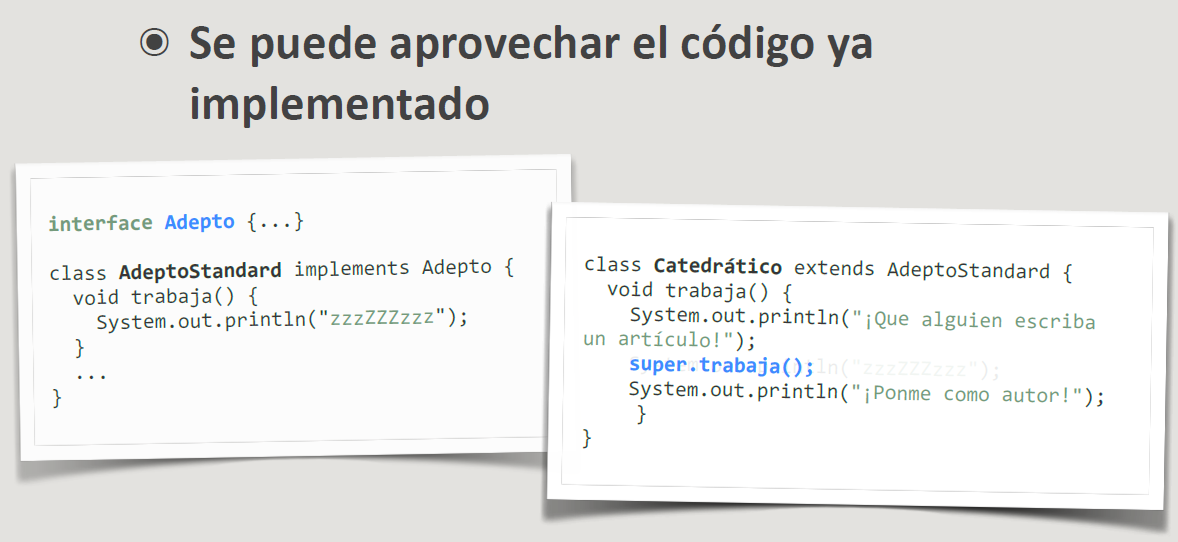 Se puede aprovechar el código ya
implementado
interface Adepto {...}
class AdeptoStandard implements Adepto {
void trabaja() {
System.out.println("zzzZZZzzz");
}
...
}
class Catedrático extends AdeptoStandard {
void trabaja() {
System.out.println("¡Que alguien escriba
un artículo!");
super.trabaja();ln("zzzZZZzzz");
System.out.println("¡Ponme como autor!");
}
}